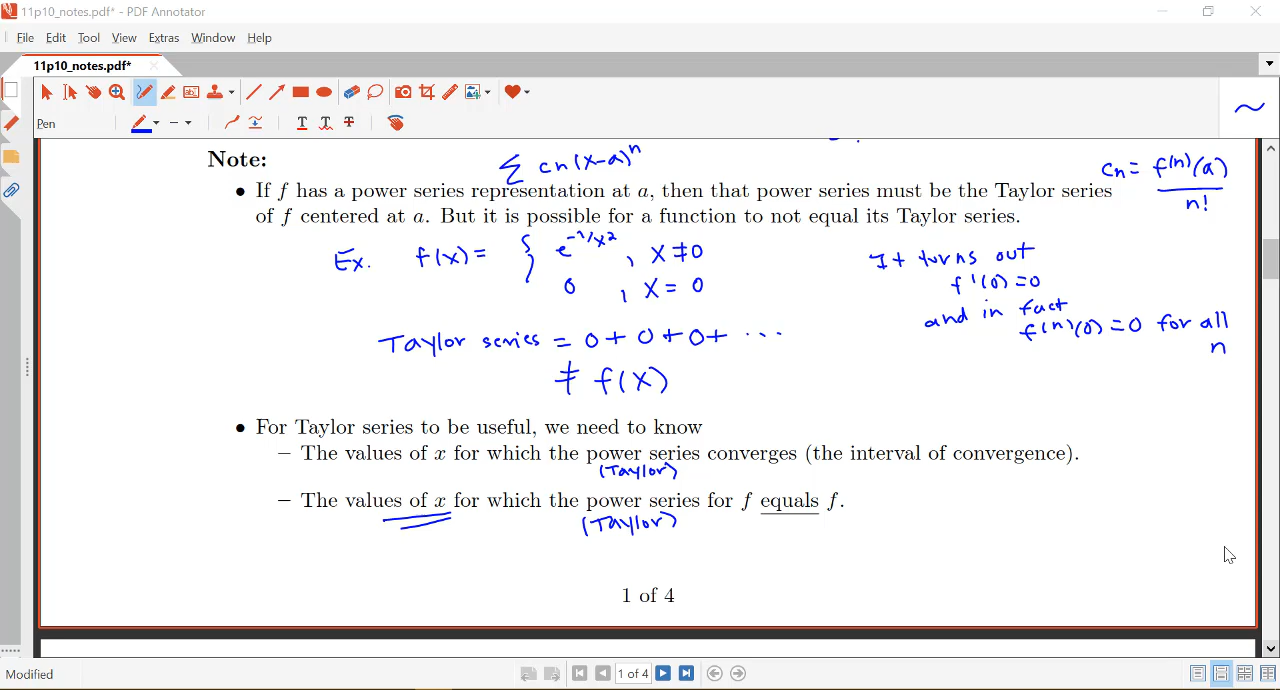 11p10_notes.pdf* - PDF Annotator
File Edit Tool View Extras Window Help
11p10_notes.pdf*
Pen
Note:
∑ cn(x-a)^n
cn = f^(n)(a)
n!
• If f has a power series representation at a, then that power series must be the Taylor series
of f centered at a. But it is possible for a function to not equal its Taylor series.
Ex. f(x) = { e^-1/x^2 , x ≠ 0
0 , x = 0
It turns out
f'(0) = 0
and in fact
f^(n)(0) = 0 for all
n
Taylor series = 0 + 0 + 0 + ...
≠ f(x)
• For Taylor series to be useful, we need to know
– The values of x for which the power series converges (the interval of convergence).
(Taylor)
– The values of x for which the power series for f equals f.
(Taylor)
1 of 4
Modified
1 of 4